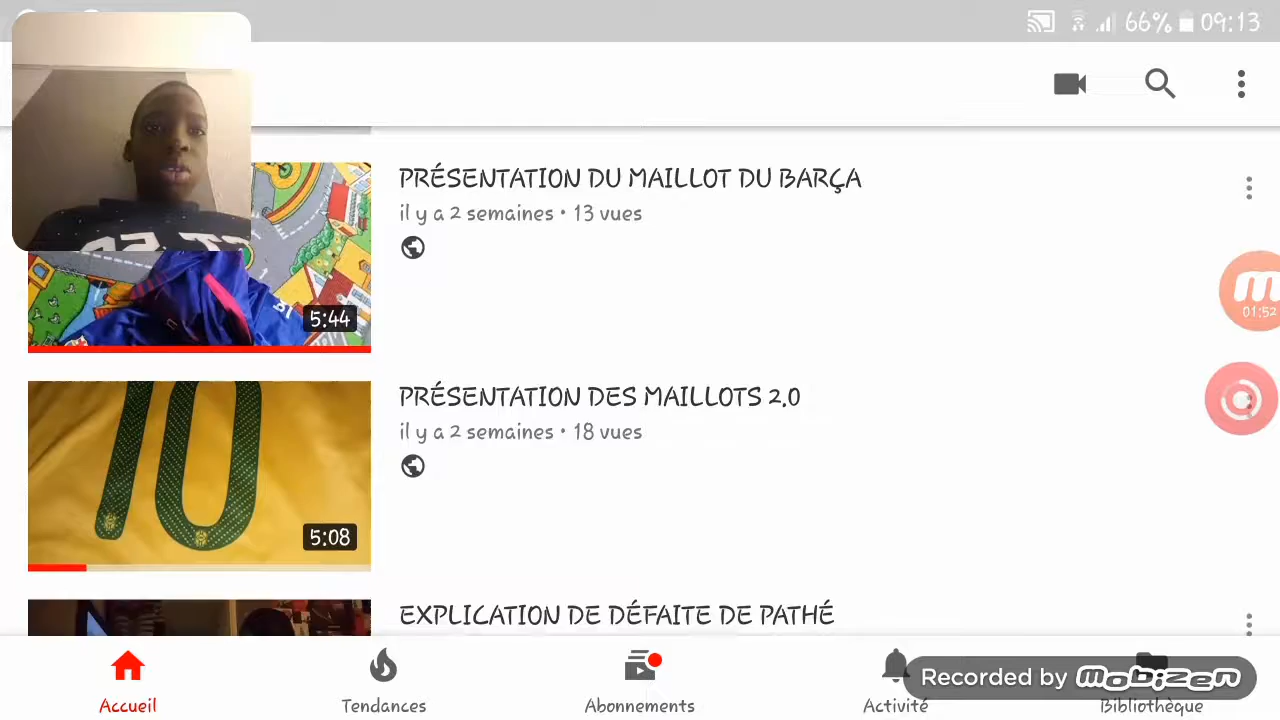 66% 09:13
PRÉSENTATION DU MAILLOT DU BARÇA
il y a 2 semaines • 13 vues
5:44
01:52
PRÉSENTATION DES MAILLOTS 2.0
il y a 2 semaines • 18 vues
10
5:08
EXPLICATION DE DÉFAITE DE PATHÉ
Recorded by mobizen
Accueil
Tendances
Abonnements
Activité
Bibliothèque